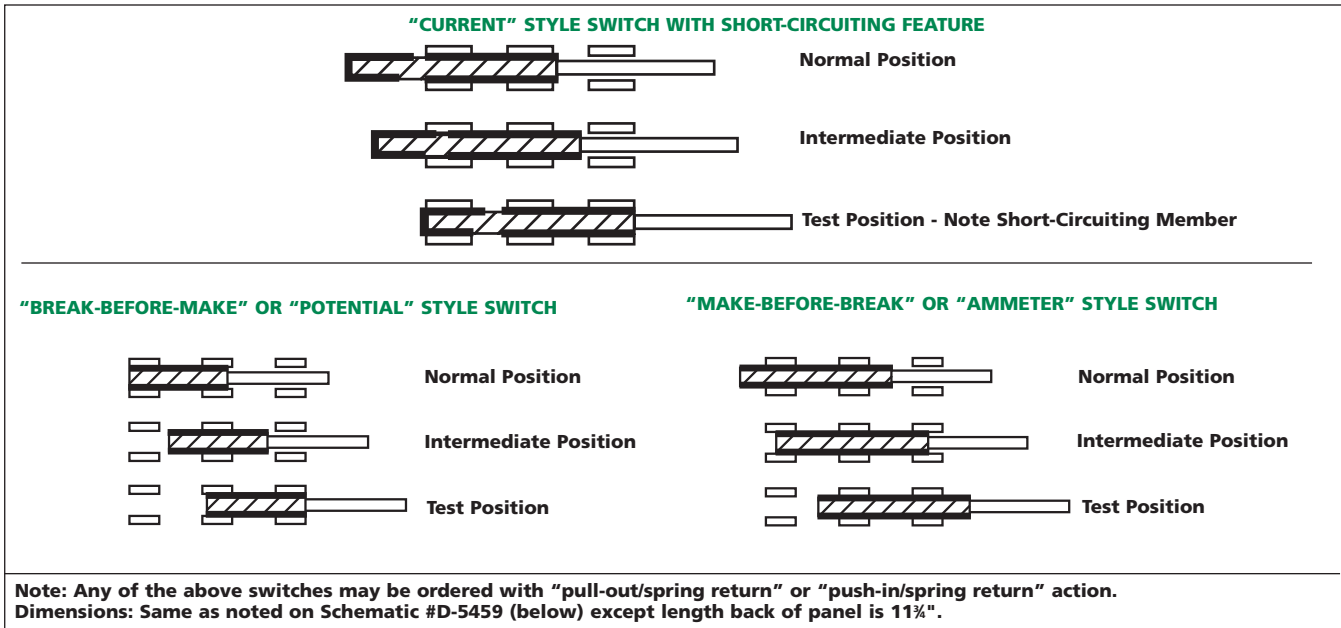 “CURRENT” STYLE SWITCH WITH SHORT-CIRCUITING FEATURE
Normal Position
Intermediate Position
Test Position - Note Short-Circuiting Member
“BREAK-BEFORE-MAKE” OR “POTENTIAL” STYLE SWITCH
Normal Position
Intermediate Position
Test Position
“MAKE-BEFORE-BREAK” OR “AMMETER” STYLE SWITCH
Normal Position
Intermediate Position
Test Position
Note: Any of the above switches may be ordered with “pull-out/spring return” or “push-in/spring return” action.
Dimensions: Same as noted on Schematic #D-5459 (below) except length back of panel is 11¾".